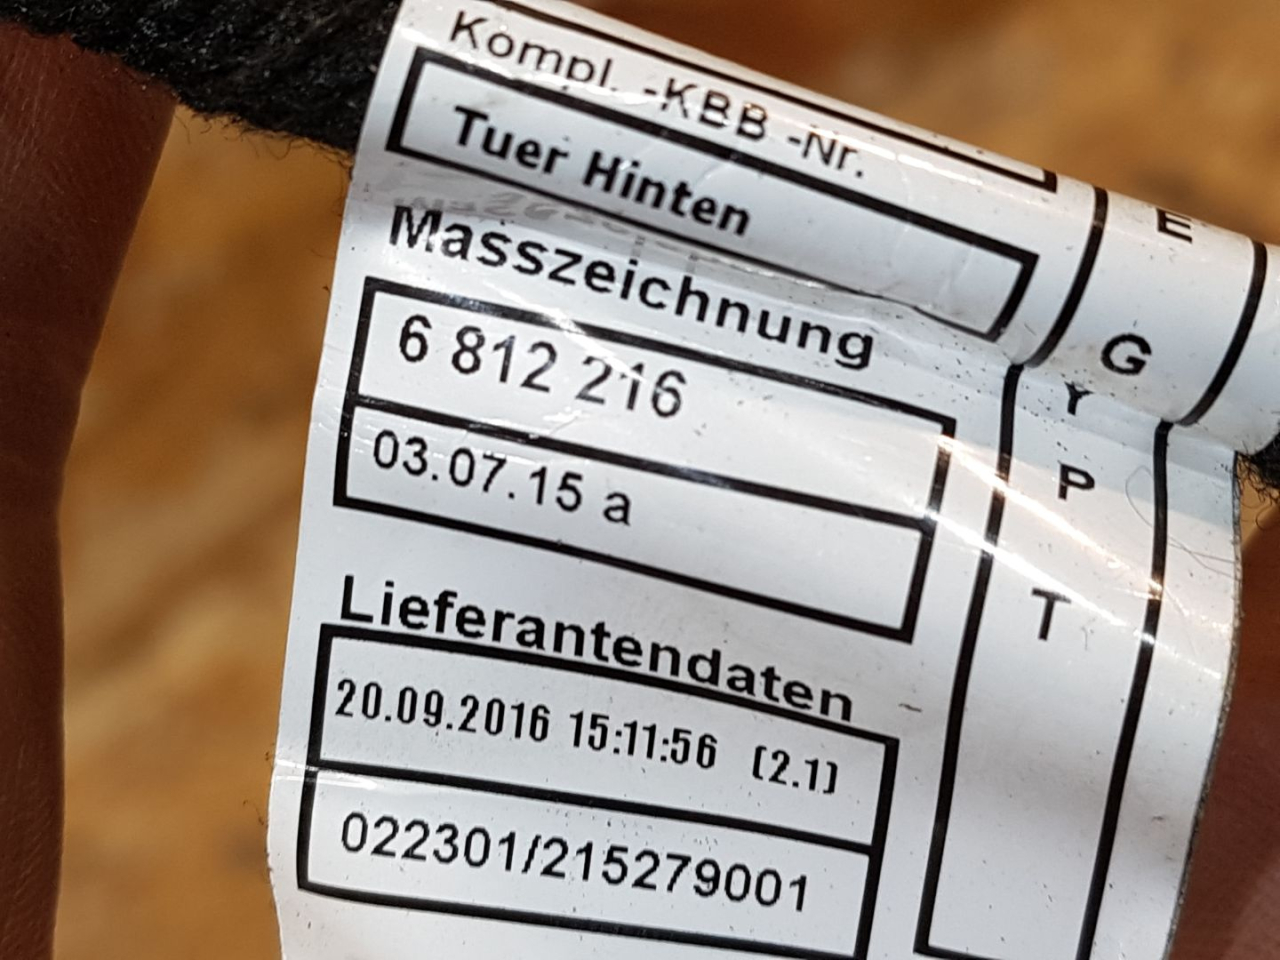 Kompl. -KBB -Nr.
Tuer Hinten
Masszeichnung
6 812 216
03.07.15 a
Lieferantendaten
20.09.2016 15:11:56 (2.1)
022301/215279001
E
G
Y
P
T